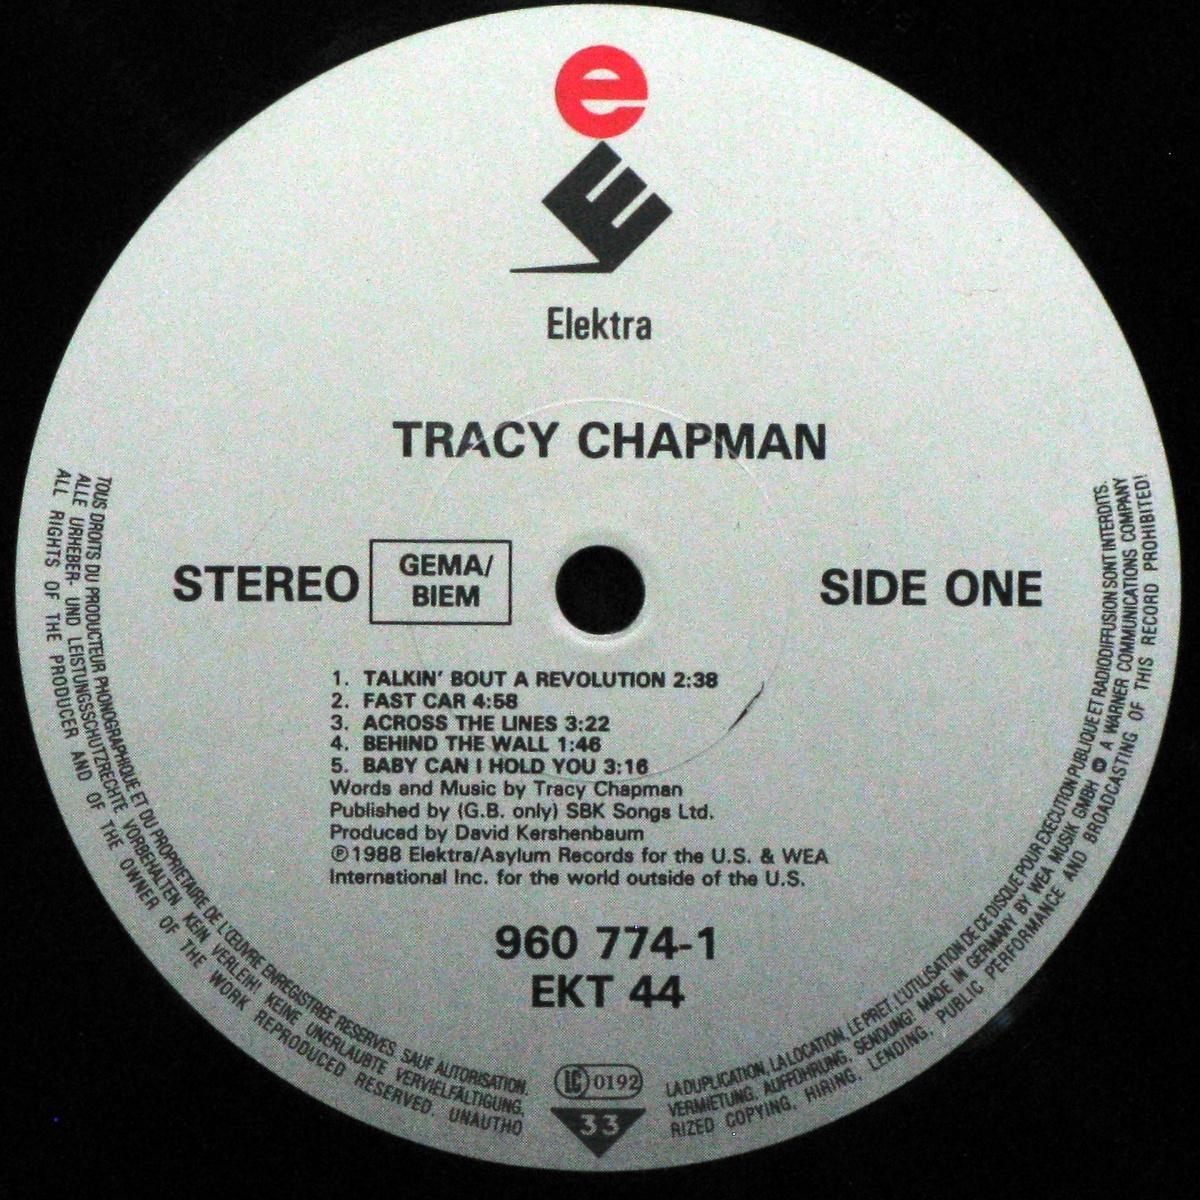 e
E
Elektra
TRACY CHAPMAN
STEREO
GEMA/
BIEM
SIDE ONE
1. TALKIN' BOUT A REVOLUTION 2:38
2. FAST CAR 4:58
3. ACROSS THE LINES 3:22
4. BEHIND THE WALL 1:46
5. BABY CAN I HOLD YOU 3:16
Words and Music by Tracy Chapman
Published by (G.B. only) SBK Songs Ltd.
Produced by David Kershenbaum
℗1988 Elektra/Asylum Records for the U.S. & WEA
International Inc. for the world outside of the U.S.
960 774-1
EKT 44
LC 0192
33
TOUS DROITS DU PRODUCTEUR PHONOGRAPHIQUE ET DU PROPRIETAIRE DE L'ŒUVRE ENREGISTREE RESERVES. SAUF AUTORISATION, LA DUPLICATION, LA LOCATION, LE PRET, L'UTILISATION DE CE DISQUE POUR EXECUTION PUBLIQUE ET RADIODIFFUSION SONT INTERDITS.
ALLE URHEBER- UND LEISTUNGSSCHUTZRECHTE VORBEHALTEN. KEIN VERLEIH! KEINE UNERLAUBTE VERVIELFÄLTIGUNG, VERMIETUNG, AUFFÜHRUNG, SENDUNG! MADE IN GERMANY BY WEA MUSIK GMBH A WARNER COMMUNICATIONS COMPANY
ALL RIGHTS OF THE PRODUCER AND OF THE OWNER OF THE WORK REPRODUCED RESERVED. UNAUTHORIZED COPYING, HIRING, LENDING, PUBLIC PERFORMANCE AND BROADCASTING OF THIS RECORD PROHIBITED!